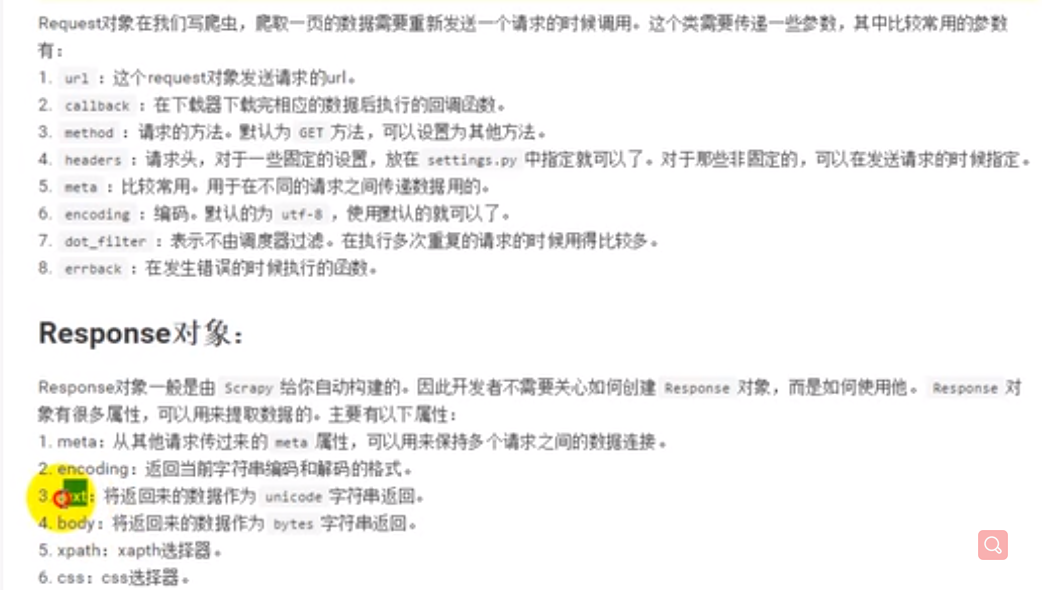 Request对象在我们写爬虫，爬取一页的数据需要重新发送一个请求的时候调用。这个类需要传递一些参数，其中比较常用的参数
有：
1. url ：这个request对象发送请求的url。
2. callback ：在下载器下载完相应的数据后执行的回调函数。
3. method ：请求的方法。默认为 GET 方法，可以设置为其他方法。
4. headers ：请求头，对于一些固定的设置，放在 settings.py 中指定就可以了。对于那些非固定的，可以在发送请求的时候指定。
5. meta ：比较常用。用于在不同的请求之间传递数据用的。
6. encoding ：编码。默认的为 utf-8 ，使用默认的就可以了。
7. dot_filter ：表示不由调度器过滤。在执行多次重复的请求的时候用得比较多。
8. errback ：在发生错误的时候执行的函数。
Response对象：
Response对象一般是由 Scrapy 给你自动构建的。因此开发者不需要关心如何创建 Response 对象，而是如何使用他。 Response 对
象有很多属性，可以用来提取数据的。主要有以下属性：
1. meta：从其他请求传过来的 meta 属性，可以用来保持多个请求之间的数据连接。
2. encoding：返回当前字符串编码和解码的格式。
3. text：将返回来的数据作为 unicode 字符串返回。
4. body：将返回来的数据作为 bytes 字符串返回。
5. xpath：xapth选择器。
6. css：css选择器。